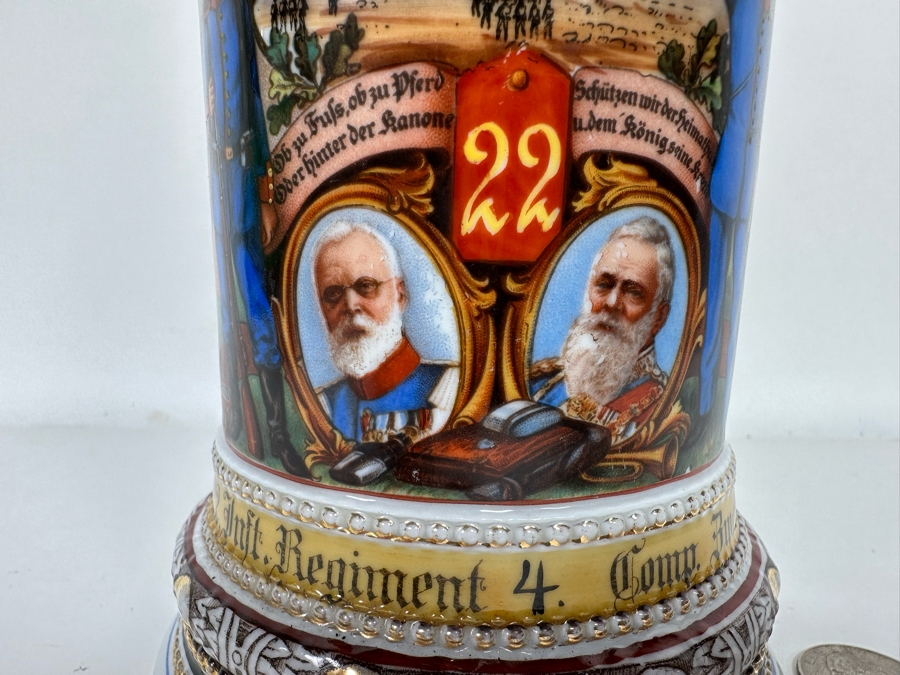 Ob zu Fuſs, ob zu Pferd
Oder hinter der Kanone
Schützen wir der Heimath
u. dem König seine
22
Inft. Regiment 4. Comp.